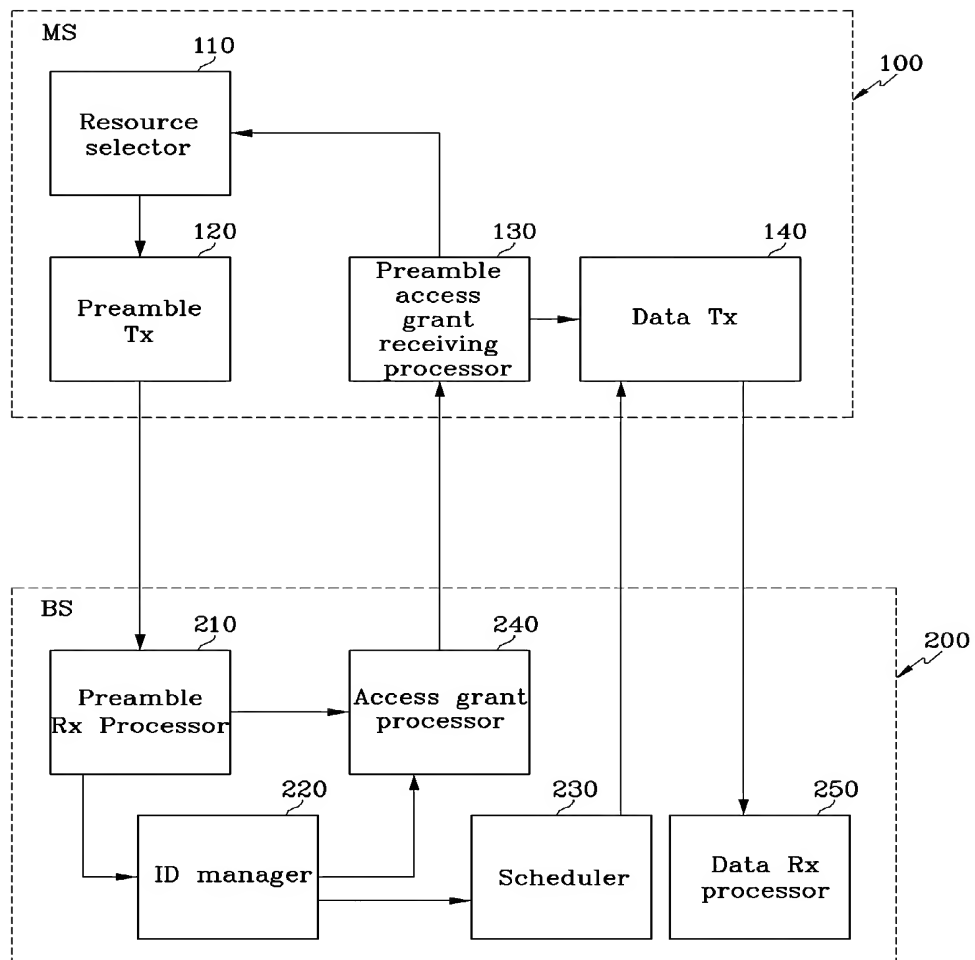 MS
110
100
Resource
selector
120
130
140
Preamble
Tx
Preamble
access
grant
receiving
processor
Data Tx
BS
210
240
200
Preamble
Rx Processor
Access grant
processor
220
230
250
ID manager
Scheduler
Data Rx
processor